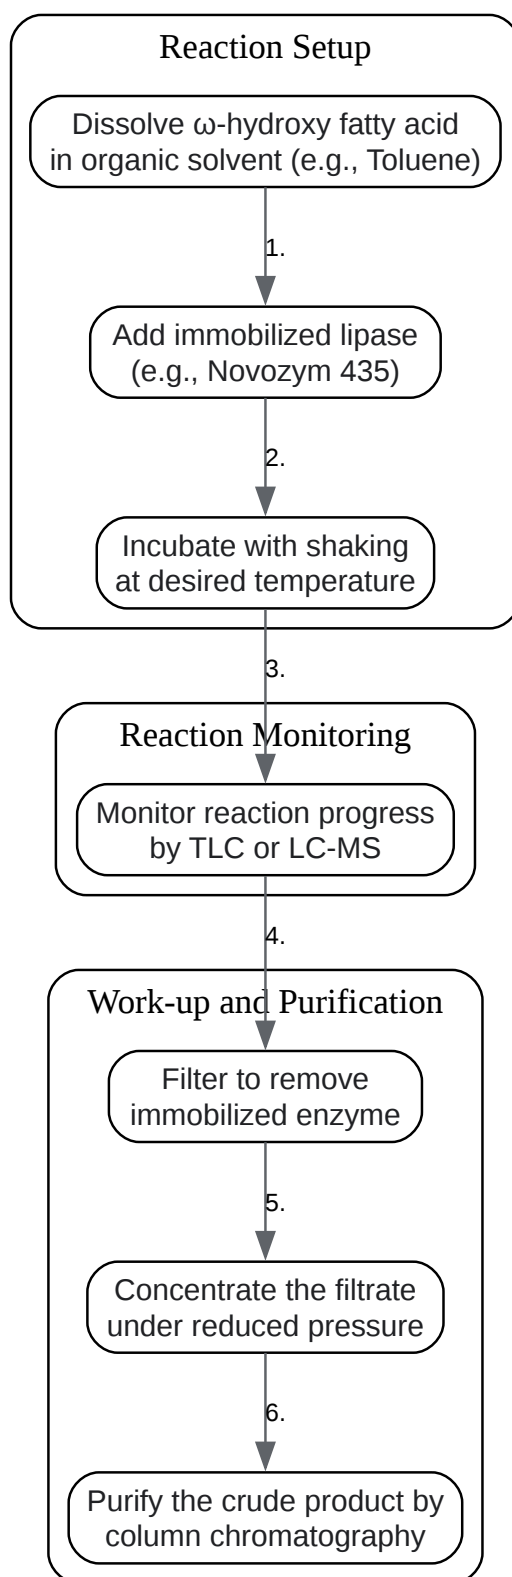 Reaction Setup
Dissolve ω-hydroxy fatty acid
in organic solvent (e.g., Toluene)
1.
Add immobilized lipase
(e.g., Novozym 435)
2.
Incubate with shaking
at desired temperature
3.
Reaction Monitoring
Monitor reaction progress
by TLC or LC-MS
4.
Work-up and Purification
Filter to remove
immobilized enzyme
5.
Concentrate the filtrate
under reduced pressure
6.
Purify the crude product by
column chromatography